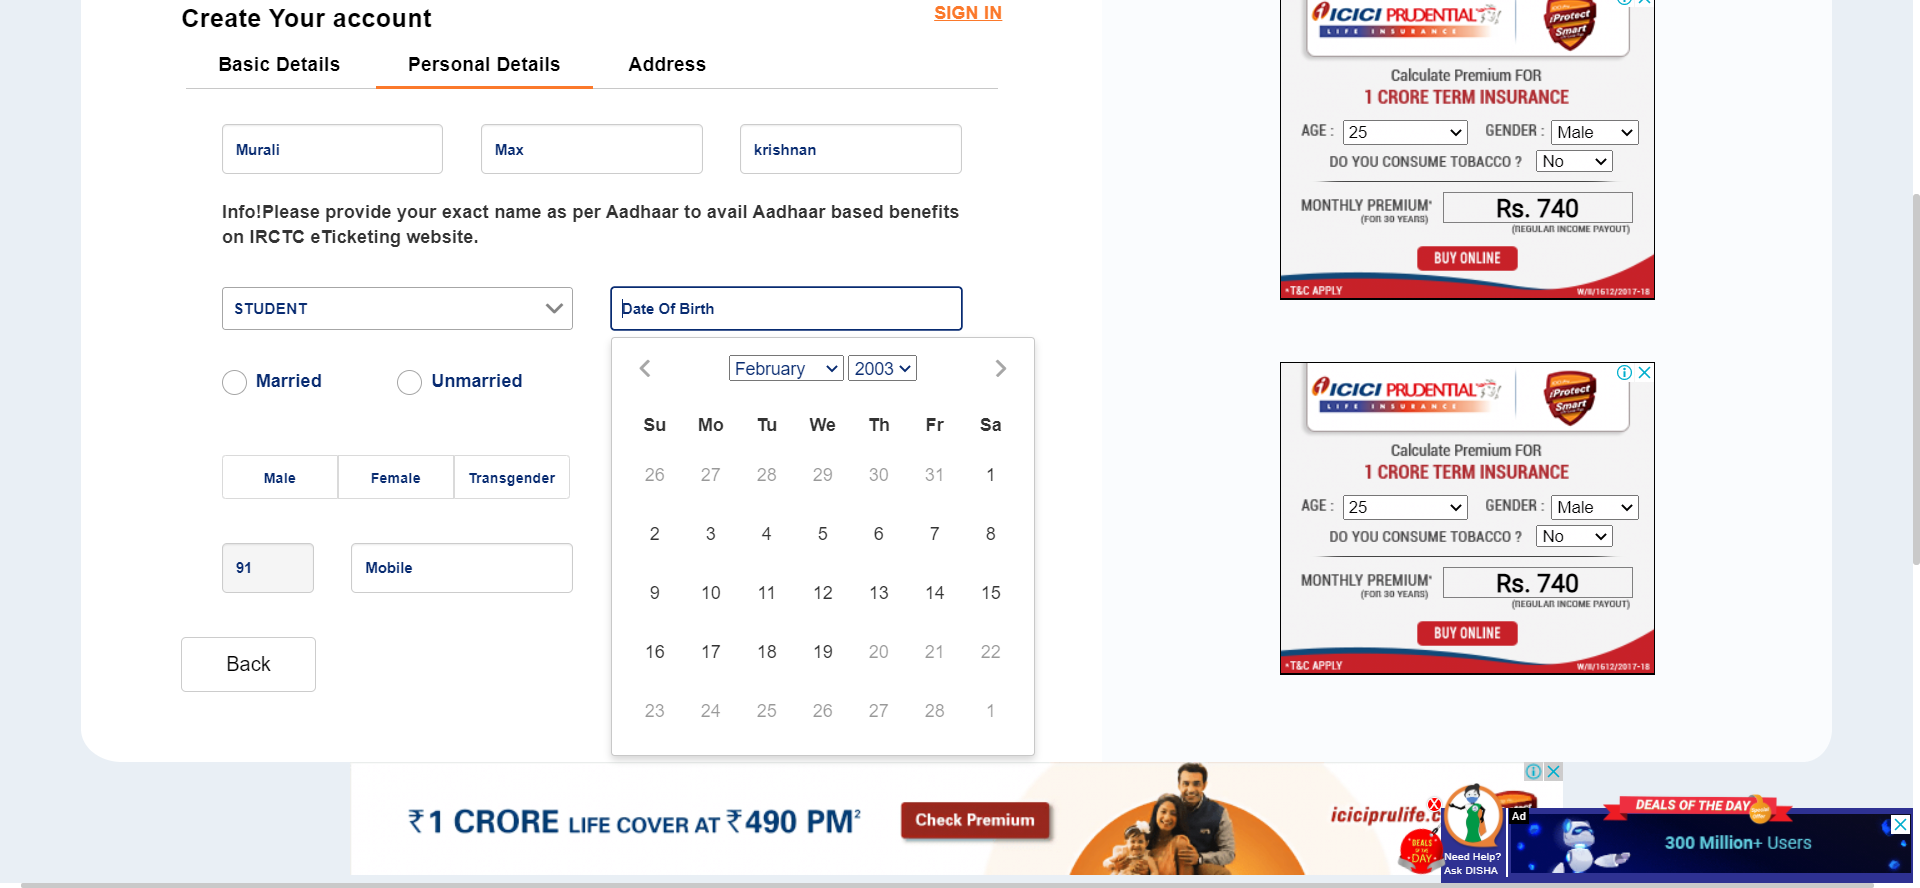 Create Your account
SIGN IN
Basic Details
Personal Details
Address
Murali
Max
krishnan
Info!Please provide your exact name as per Aadhaar to avail Aadhaar based benefits
on IRCTC eTicketing website.
STUDENT
Date Of Birth
Married
Unmarried
Male
Female
Transgender
91
Mobile
Back
February
2003
Su Mo Tu We Th Fr Sa
26 27 28 29 30 31 1
2 3 4 5 6 7 8
9 10 11 12 13 14 15
16 17 18 19 20 21 22
23 24 25 26 27 28 1
ICICI PRUDENTIAL
LIFE INSURANCE
iProtect
Smart
Calculate Premium FOR
1 CRORE TERM INSURANCE
AGE : 25 GENDER : Male
DO YOU CONSUME TOBACCO ? No
MONTHLY PREMIUM* Rs. 740
(FOR 30 YEARS)
(REGULAR INCOME PAYOUT)
BUY ONLINE
*T&C APPLY
W/II/1612/2017-18
ICICI PRUDENTIAL
LIFE INSURANCE
iProtect
Smart
Calculate Premium FOR
1 CRORE TERM INSURANCE
AGE : 25 GENDER : Male
DO YOU CONSUME TOBACCO ? No
MONTHLY PREMIUM* Rs. 740
(FOR 30 YEARS)
(REGULAR INCOME PAYOUT)
BUY ONLINE
*T&C APPLY
W/II/1612/2017-18
₹1 CRORE LIFE COVER AT ₹490 PM²
Check Premium
iciciprulife.c
DEALS
OF THE
DAY
Need Help?
Ask DISHA
Ad
DEALS OF THE DAY
300 Million+ Users